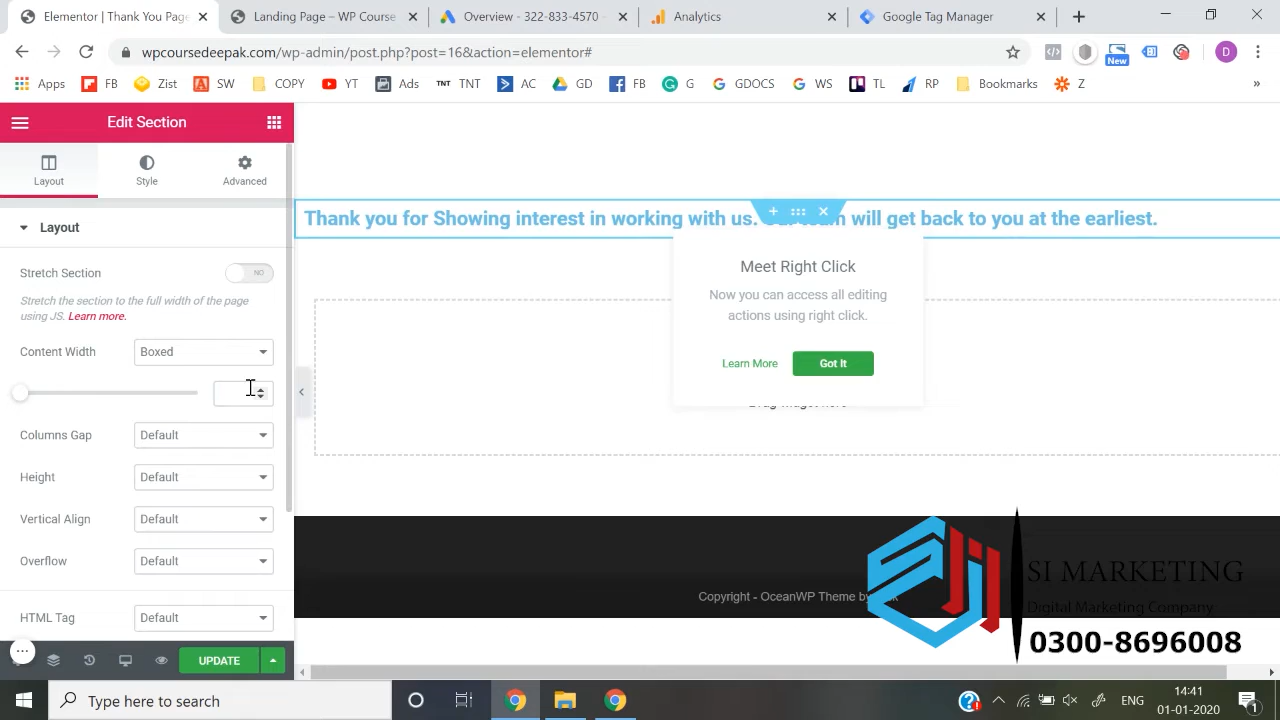 Elementor | Thank You Page
Landing Page – WP Course
Overview - 322-833-4570 -
Analytics
Google Tag Manager
wpcoursedeepak.com/wp-admin/post.php?post=16&action=elementor#
New
D
Apps
FB
Zist
SW
COPY
YT
Ads
TNT TNT
AC
GD
FB
G
GDOCS
WS
TL
RP
Bookmarks
Z
»
Edit Section
Layout
Style
Advanced
Layout
Stretch Section
NO
Stretch the section to the full width of the page
using JS. Learn more.
Content Width
Boxed
Columns Gap
Default
Height
Default
Vertical Align
Default
Overflow
Default
HTML Tag
Default
UPDATE
Thank you for Showing interest in working with us. will get back to you at the earliest.
Meet Right Click
Now you can access all editing
actions using right click.
Learn More
Got It
Copyright - OceanWP Theme by
SI MARKETING
Digital Marketing Company
0300-8696008
Type here to search
ENG
14:41
01-01-2020
1